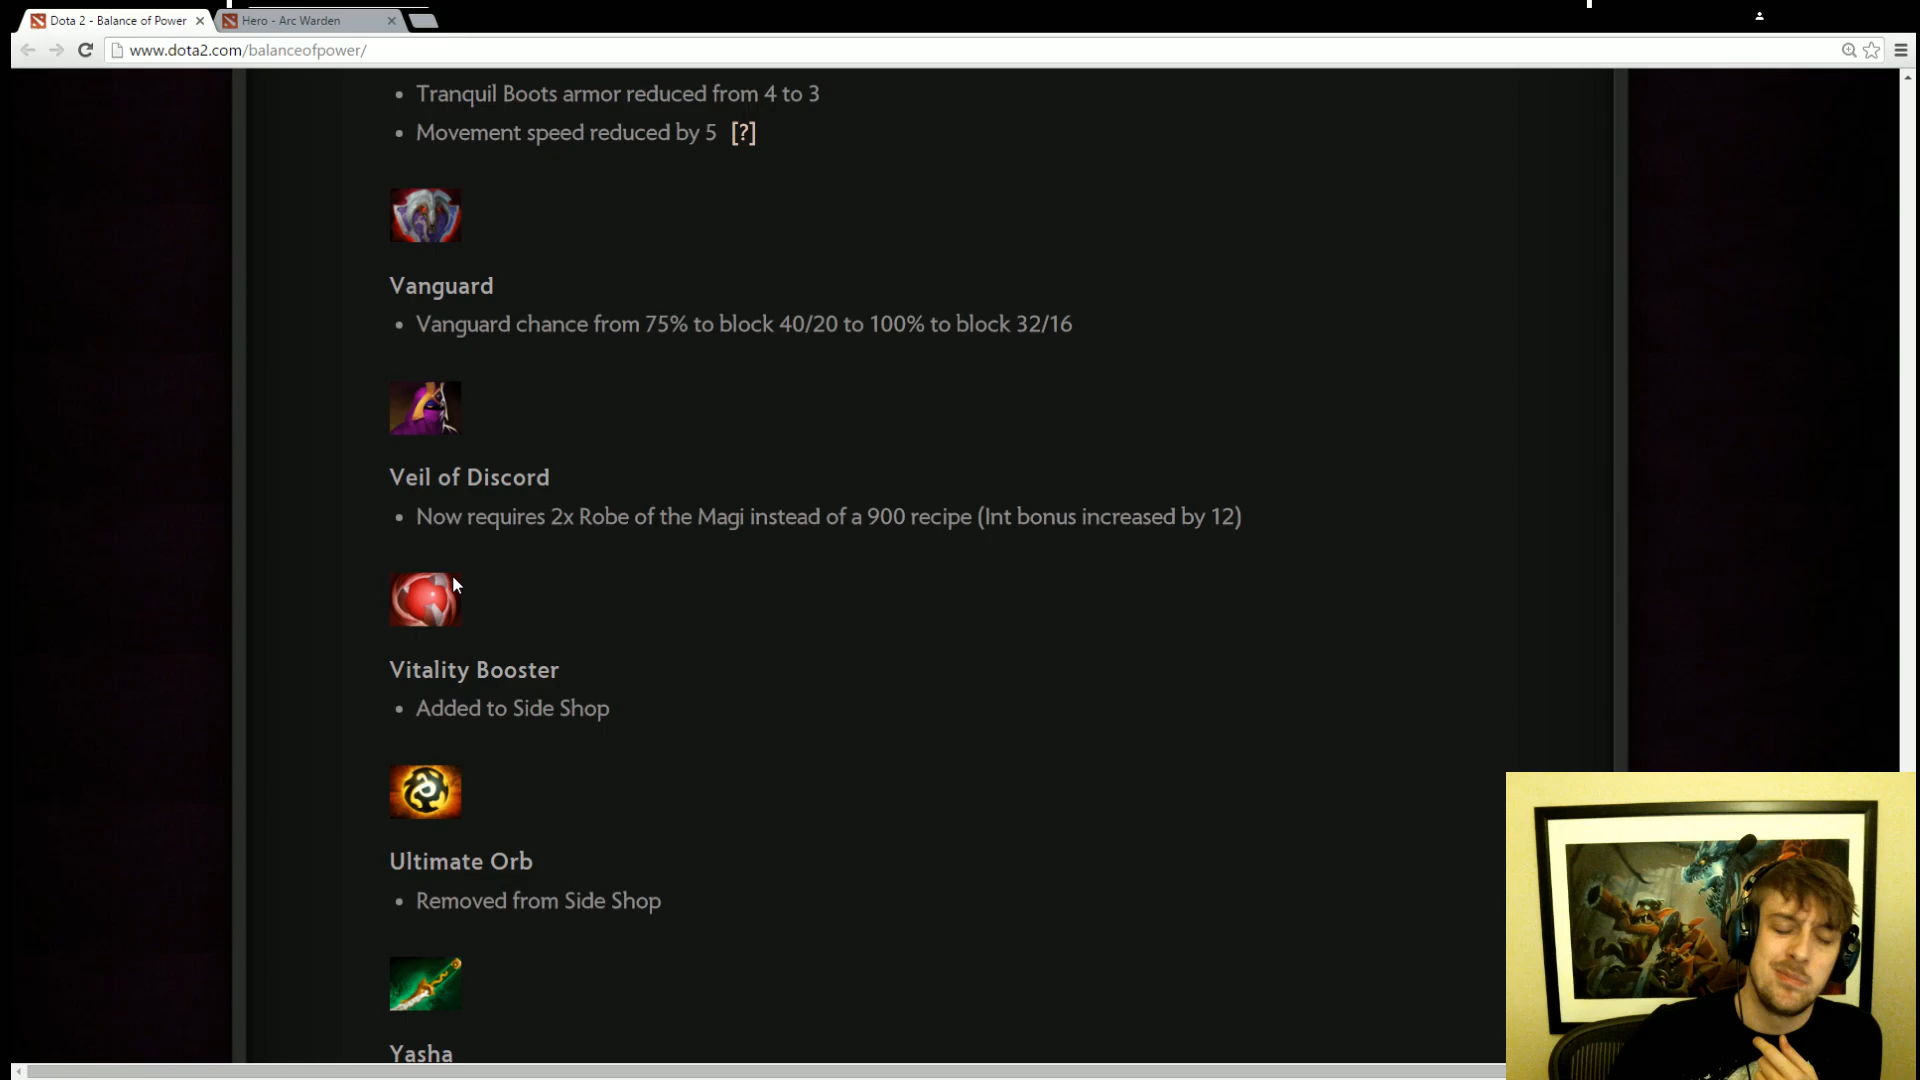 Dota 2 - Balance of Power
Hero - Arc Warden
www.dota2.com/balanceofpower/
• Tranquil Boots armor reduced from 4 to 3
• Movement speed reduced by 5 [?]
Vanguard
• Vanguard chance from 75% to block 40/20 to 100% to block 32/16
Veil of Discord
• Now requires 2x Robe of the Magi instead of a 900 recipe (Int bonus increased by 12)
Vitality Booster
• Added to Side Shop
Ultimate Orb
• Removed from Side Shop
Yasha